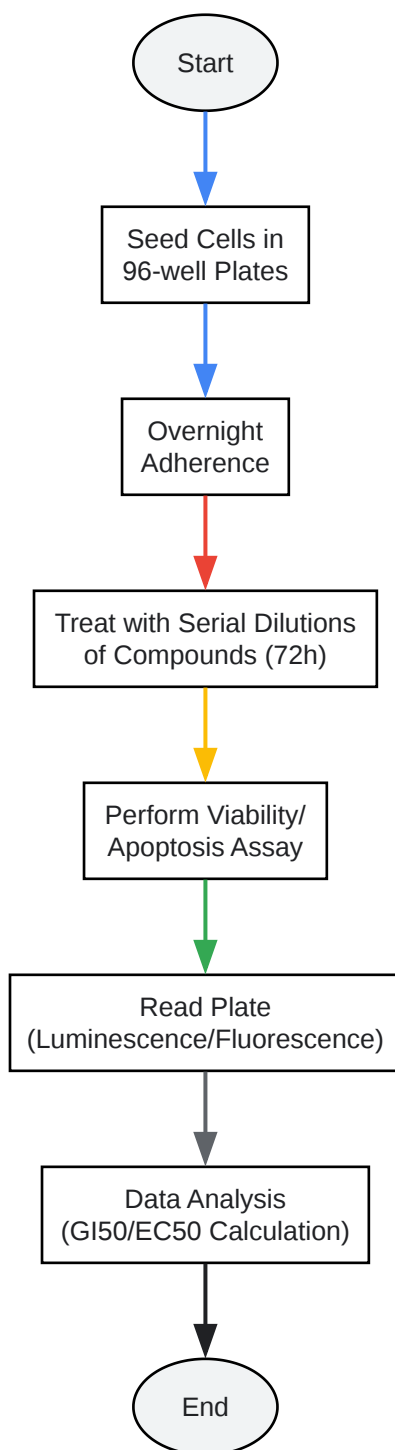 Start
Seed Cells in
96-well Plates
Overnight
Adherence
Treat with Serial Dilutions
of Compounds (72h)
Perform Viability/
Apoptosis Assay
Read Plate
(Luminescence/Fluorescence)
Data Analysis
(GI50/EC50 Calculation)
End